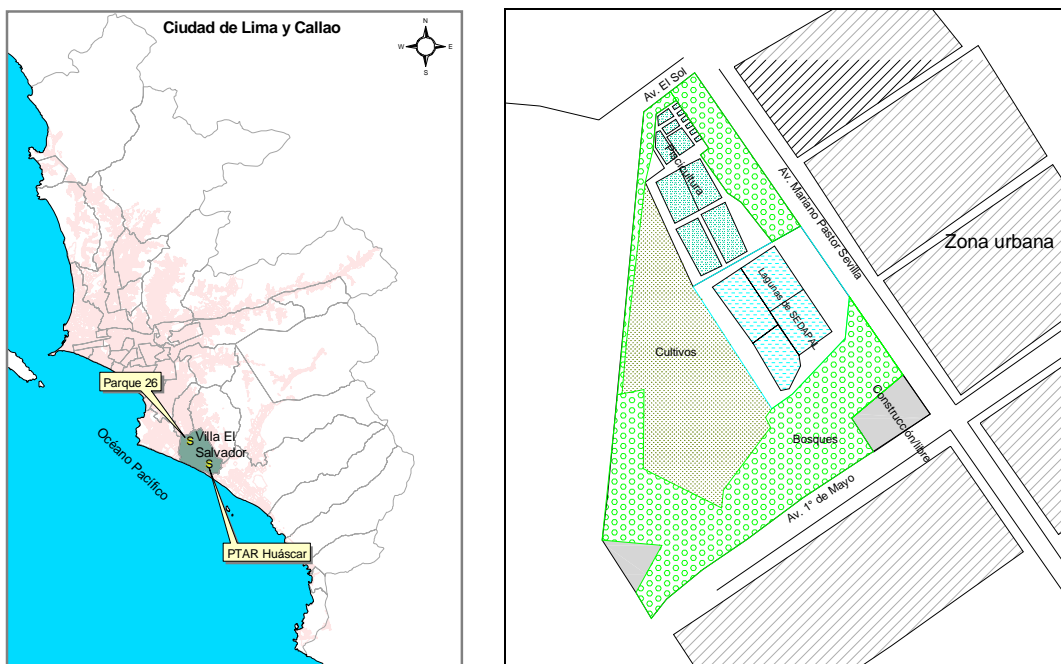 Ciudad de Lima y Callao
N
W
E
S
Parque 26
S
Villa El
Salvador
S
Océano Pacífico
PTAR Huáscar
Av. El Sol
Piscicultura
Av. Mariano Pastor Sevilla
Zona urbana
Lagunas de SEDAPAL
Cultivos
Construcción/libre
Bosques
Av. 1° de Mayo